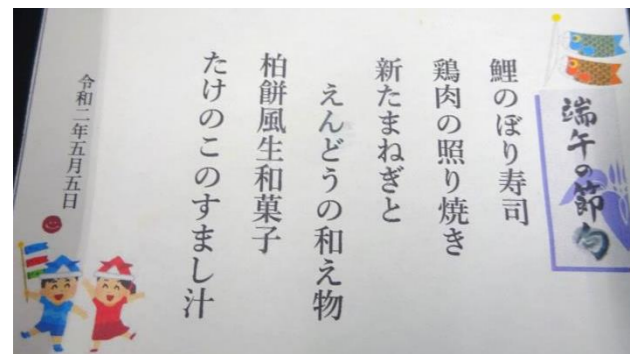 端午の節句
鯉のぼり寿司
鶏肉の照り焼き
新たまねぎと
えんどうの和え物
柏餅風生和菓子
たけのこのすまし汁
令和二年五月五日